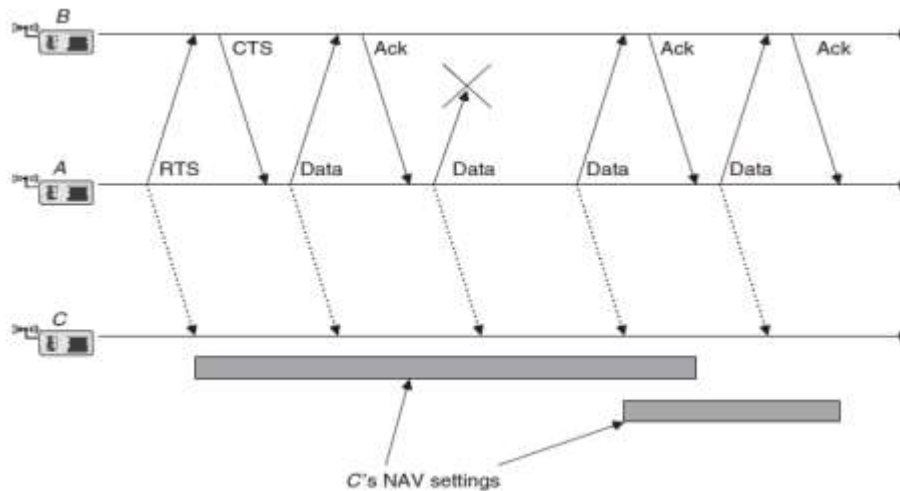 B
CTS
Ack
Ack
Ack
A
RTS
Data
Data
Data
Data
C
C's NAV settings